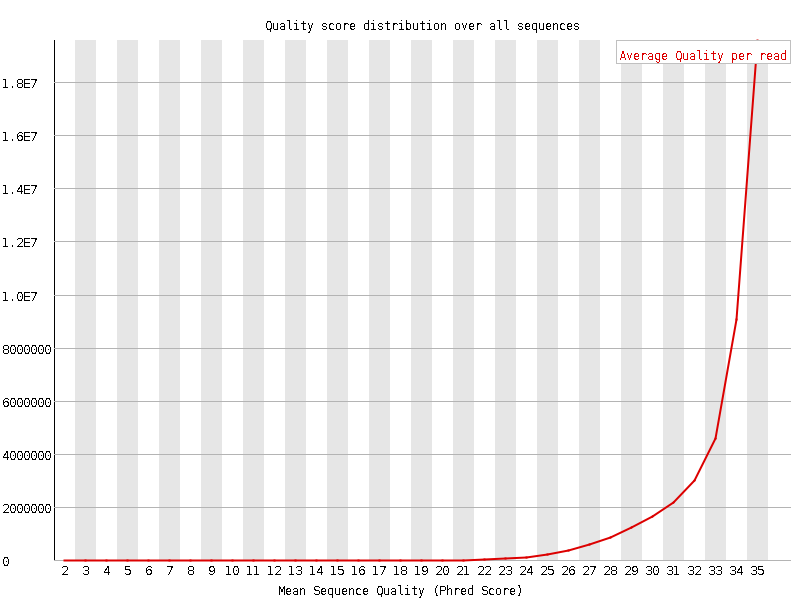 Quality score distribution over all sequences
Average Quality per read
1.8E7
1.6E7
1.4E7
1.2E7
1.0E7
8000000
6000000
4000000
2000000
0
2 3 4 5 6 7 8 9 10 11 12 13 14 15 16 17 18 19 20 21 22 23 24 25 26 27 28 29 30 31 32 33 34 35
Mean Sequence Quality (Phred Score)